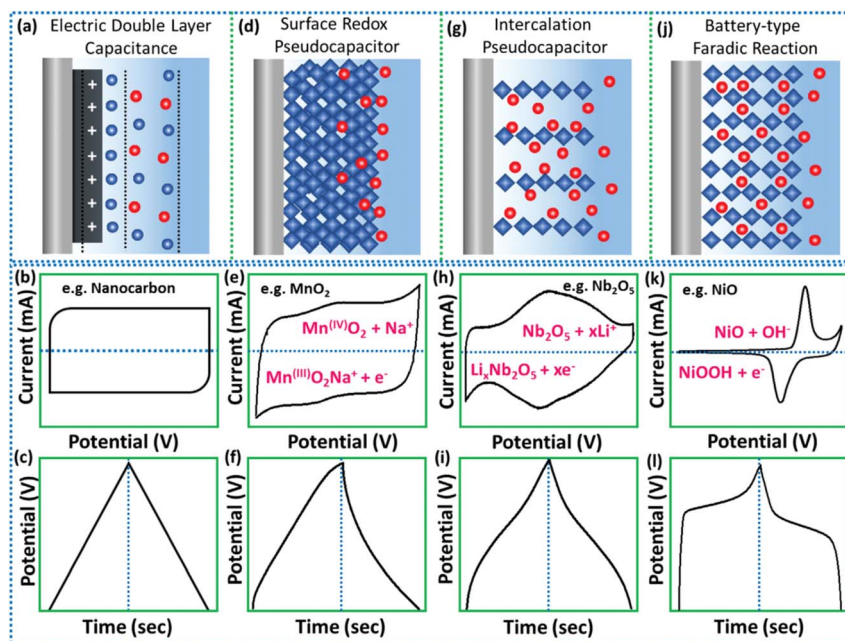 (a) Electric Double Layer
Capacitance
(d) Surface Redox
Pseudocapacitor
(g) Intercalation
Pseudocapacitor
(j) Battery-type
Faradic Reaction
+
+
+
+
+
+
(b) e.g. Nanocarbon
Current (mA)
Potential (V)
(e) e.g. MnO₂
Mn⁽ᴵⱽ⁾O₂ + Na⁺
Mn⁽ᴵᴵᴵ⁾O₂Na⁺ + e⁻
Current (mA)
Potential (V)
(h) e.g. Nb₂O₅
Nb₂O₅ + xLi⁺
LiₓNb₂O₅ + xe⁻
Current (mA)
Potential (V)
(k) e.g. NiO
NiO + OH⁻
NiOOH + e⁻
Current (mA)
Potential (V)
(c)
Potential (V)
Time (sec)
(f)
Potential (V)
Time (sec)
(i)
Potential (V)
Time (sec)
(l)
Potential (V)
Time (sec)